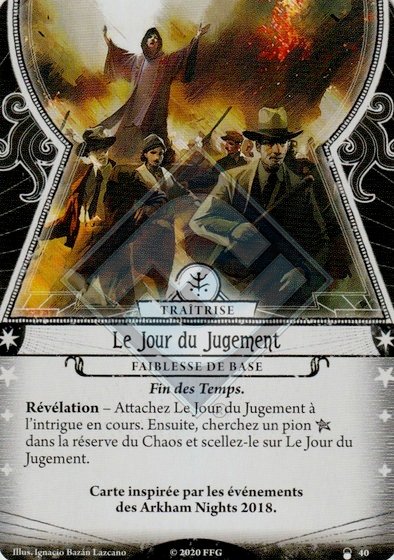 TRAÎTRISE
Le Jour du Jugement
FAIBLESSE DE BASE
Fin des Temps.
Révélation – Attachez Le Jour du Jugement à
l'intrigue en cours. Ensuite, cherchez un pion
dans la réserve du Chaos et scellez-le sur Le Jour du
Jugement.
Carte inspirée par les événements
des Arkham Nights 2018.
Illus. Ignacio Bazán Lazcano © 2020 FFG 40